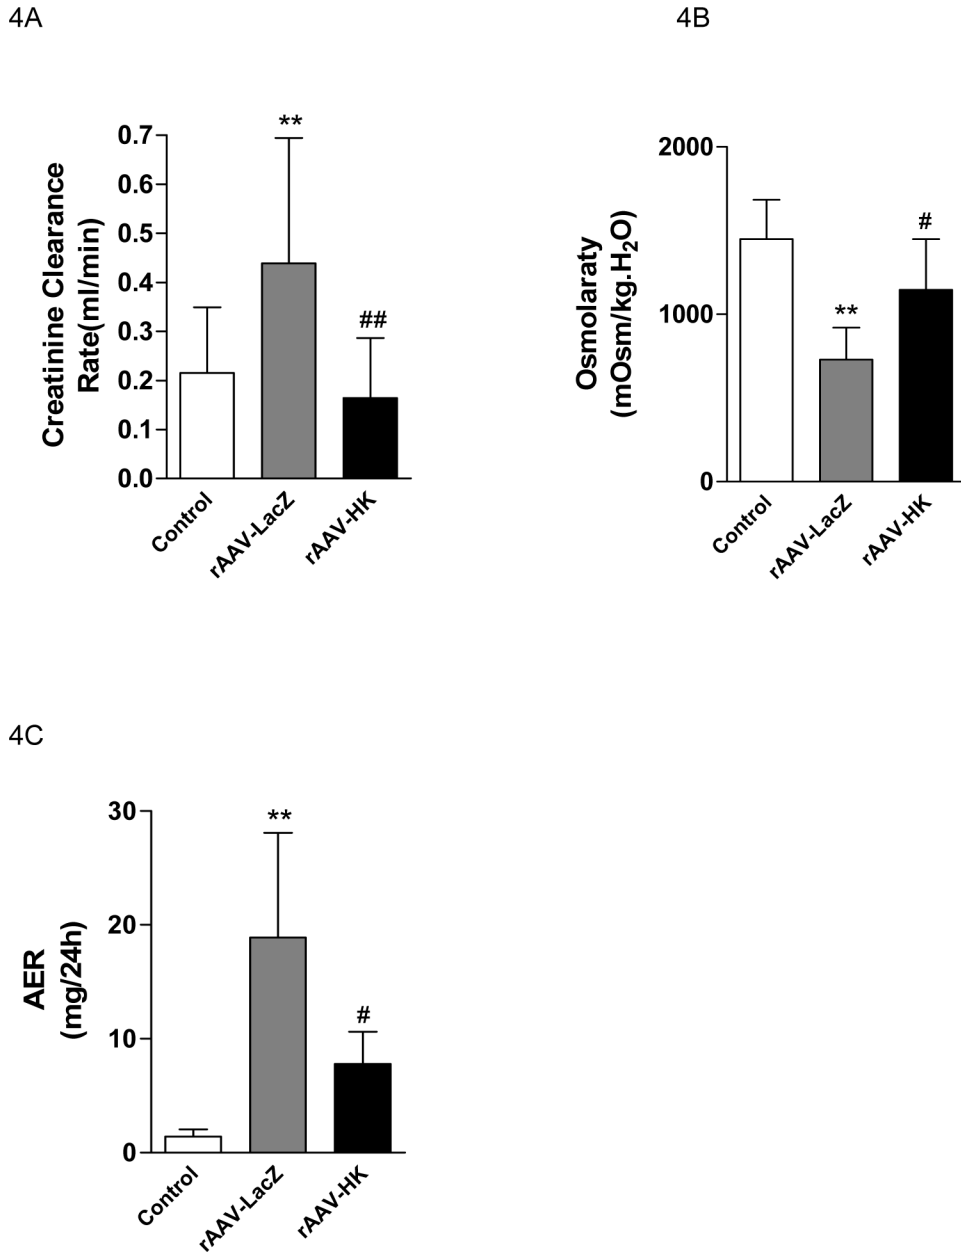 4A
Creatinine Clearance
Rate(ml/min)
0.7
0.6
0.5
0.4
0.3
0.2
0.1
0.0
**
##
Control
rAAV-LacZ
rAAV-HK
4B
Osmolaraty
(mOsm/kg.H₂O)
2000
1000
0
**
#
Control
rAAV-LacZ
rAAV-HK
4C
AER
(mg/24h)
30
20
10
0
**
#
Control
rAAV-LacZ
rAAV-HK